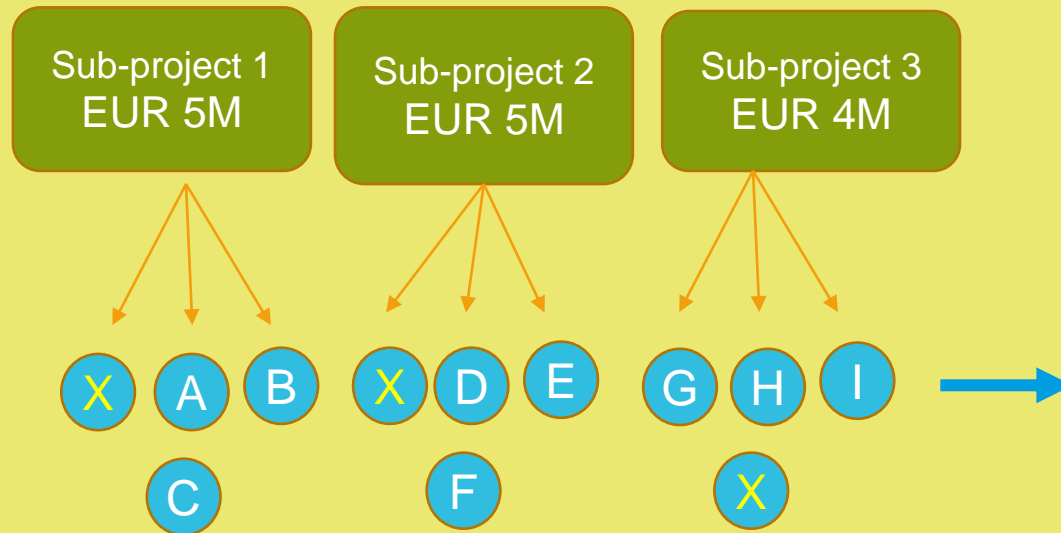 Sub-project 1
EUR 5M
Sub-project 2
EUR 5M
Sub-project 3
EUR 4M
X A B X D E G H I
C F X